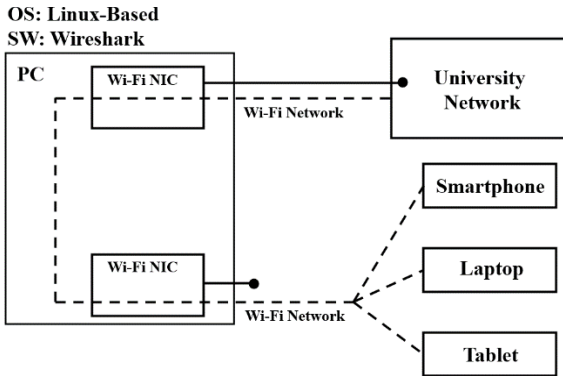 OS: Linux-Based
SW: Wireshark
PC
Wi-Fi NIC
Wi-Fi Network
University
Network
Smartphone
Wi-Fi NIC
Laptop
Wi-Fi Network
Tablet